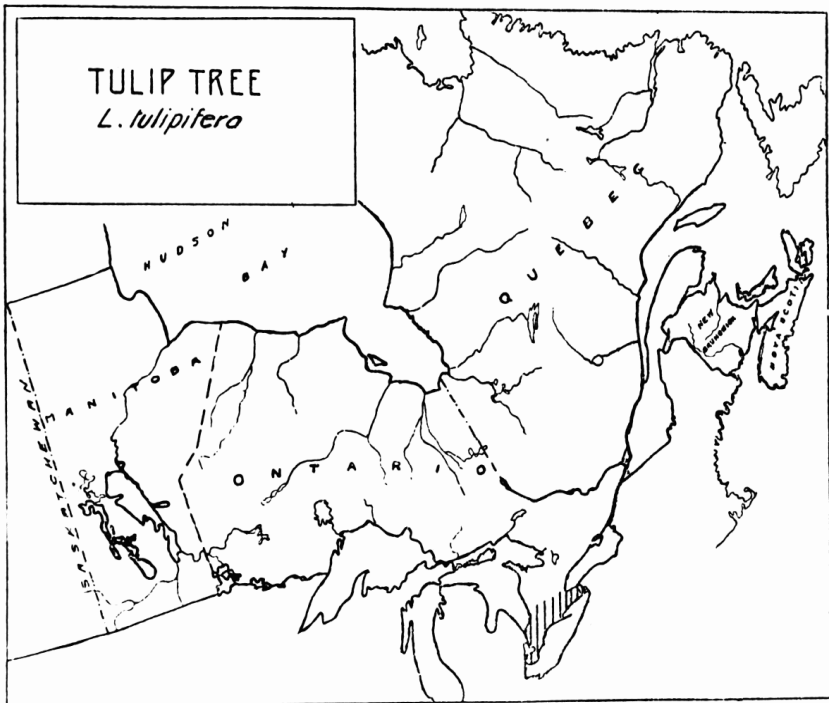 TULIP TREE
L. tulipifera
HUDSON
BAY
QUEBEC
NEW
BRUNSWICK
NOVA SCOTIA
MANITOBA
SASKATCHEWAN
ONTARIO